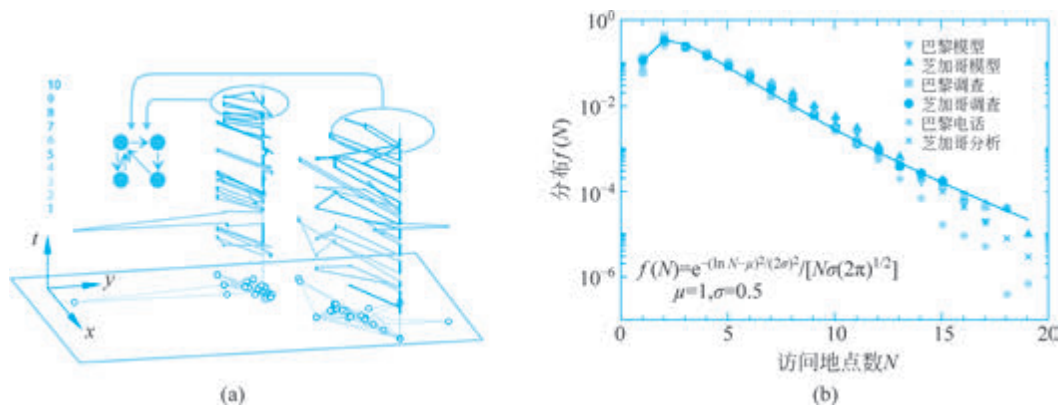 10
9
8
7
6
5
4
3
2
1
t
y
x
(a)
10⁰
10⁻²
10⁻⁴
10⁻⁶
分布f(N)
巴黎模型
芝加哥模型
巴黎调查
芝加哥调查
巴黎电话
芝加哥分析
f(N)=e^{-(ln N-μ)²/(2σ)²}/[Nσ(2π)^{1/2}]
μ=1,σ=0.5
0 5 10 15 20
访问地点数N
(b)